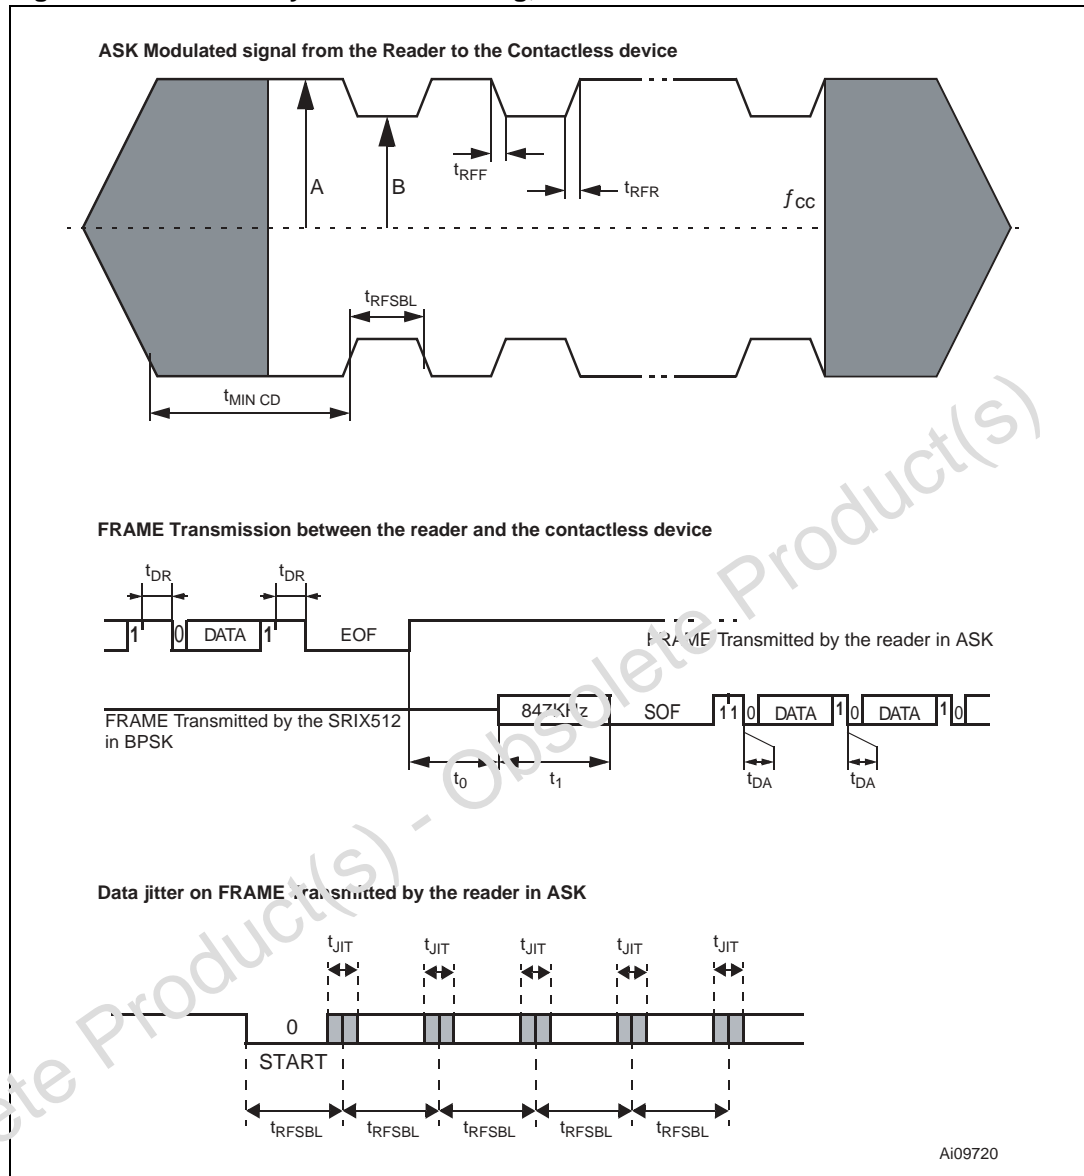 ASK Modulated signal from the Reader to the Contactless device
A
B
tRFF
tRFR
ƒcc
tRFSBL
tMIN CD
FRAME Transmission between the reader and the contactless device
tDR
tDR
1
0
DATA
1
EOF
FRAME Transmitted by the reader in ASK
FRAME Transmitted by the SRIX512
in BPSK
847KHz
SOF
1 1
0
DATA
1
0
DATA
1
0
t0
t1
tDA
tDA
Data jitter on FRAME Transmitted by the reader in ASK
tJIT
tJIT
tJIT
tJIT
tJIT
0
START
tRFSBL
tRFSBL
tRFSBL
tRFSBL
tRFSBL
Ai09720
ete Product(s) - Obsolete Product(s)